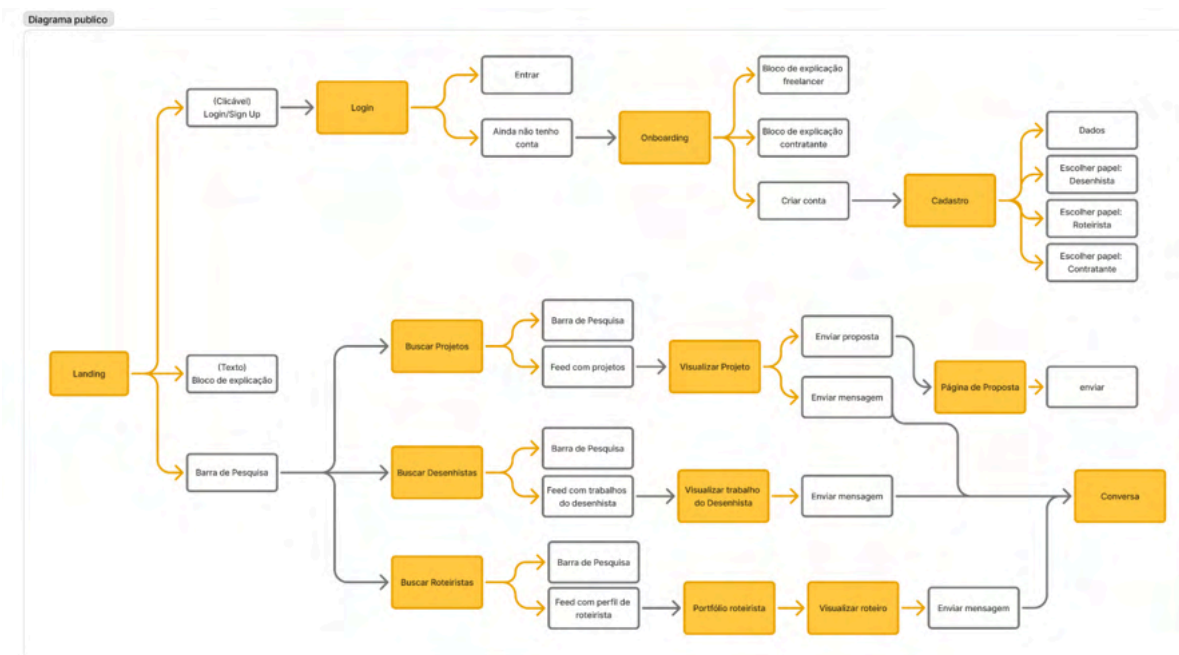 Diagrama publico
(Clicável)
Login/Sign Up
Login
Entrar
Ainda não tenho
conta
Onboarding
Bloco de explicação
freelancer
Bloco de explicação
contratante
Criar conta
Cadastro
Dados
Escolher papel:
Desenhista
Escolher papel:
Roteirista
Escolher papel:
Contratante
Landing
(Texto)
Bloco de explicação
Barra de Pesquisa
Buscar Projetos
Barra de Pesquisa
Feed com projetos
Visualizar Projeto
Enviar proposta
Enviar mensagem
Página de Proposta
enviar
Buscar Desenhistas
Barra de Pesquisa
Feed com trabalhos
do desenhista
Visualizar trabalho
do Desenhista
Enviar mensagem
Conversa
Buscar Roteiristas
Barra de Pesquisa
Feed com perfil de
roteirista
Portfólio roteirista
Visualizar roteiro
Enviar mensagem